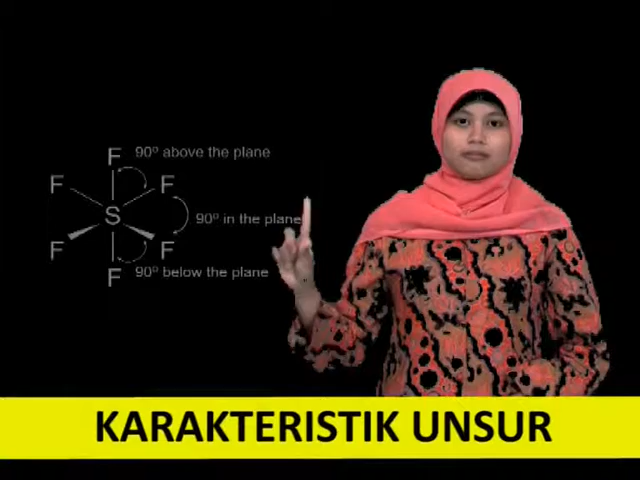 F
90º above the plane
F F
S
90º in the plane
F F
F
90º below the plane
KARAKTERISTIK UNSUR